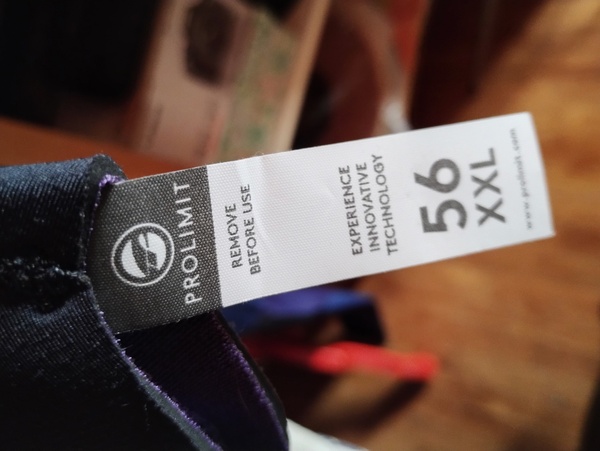 PROLIMIT
REMOVE
BEFORE USE
EXPERIENCE
INNOVATIVE
TECHNOLOGY
56
XXL
www.prolimit.com